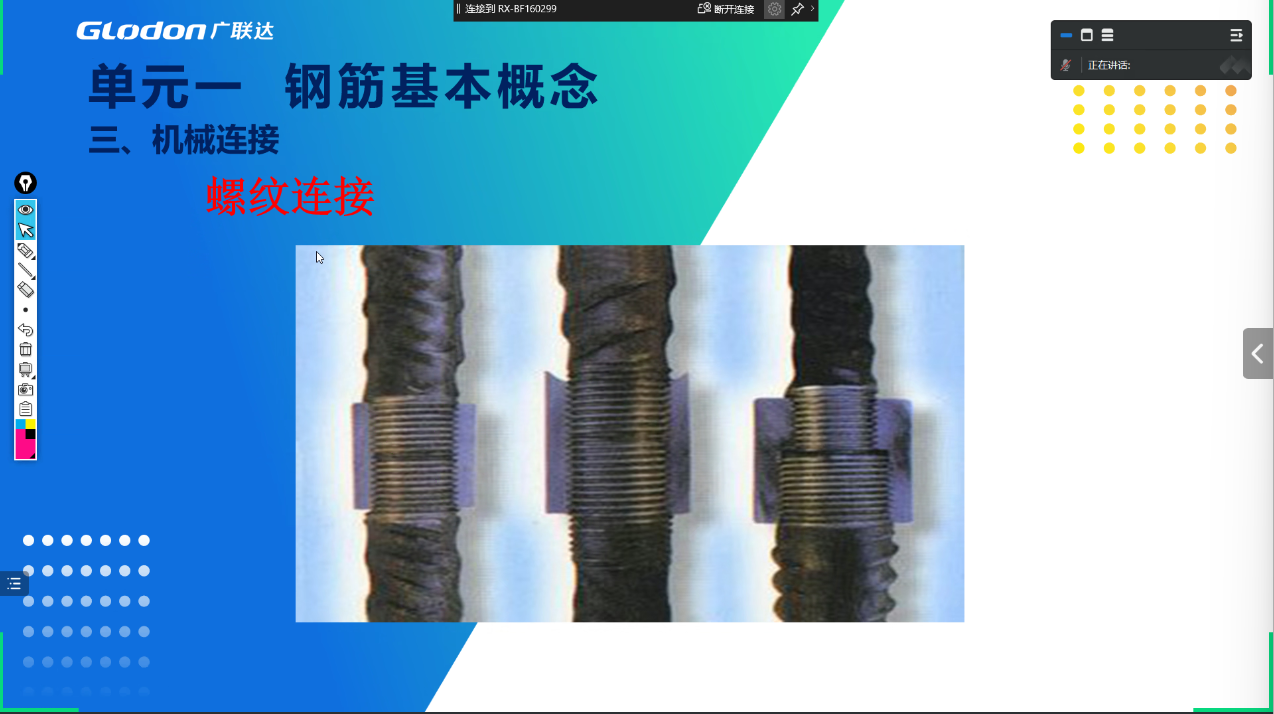 连接到 RX-BF160299
断开连接
GLodon广联达
正在讲话:
单元一 钢筋基本概念
三、机械连接
螺纹连接